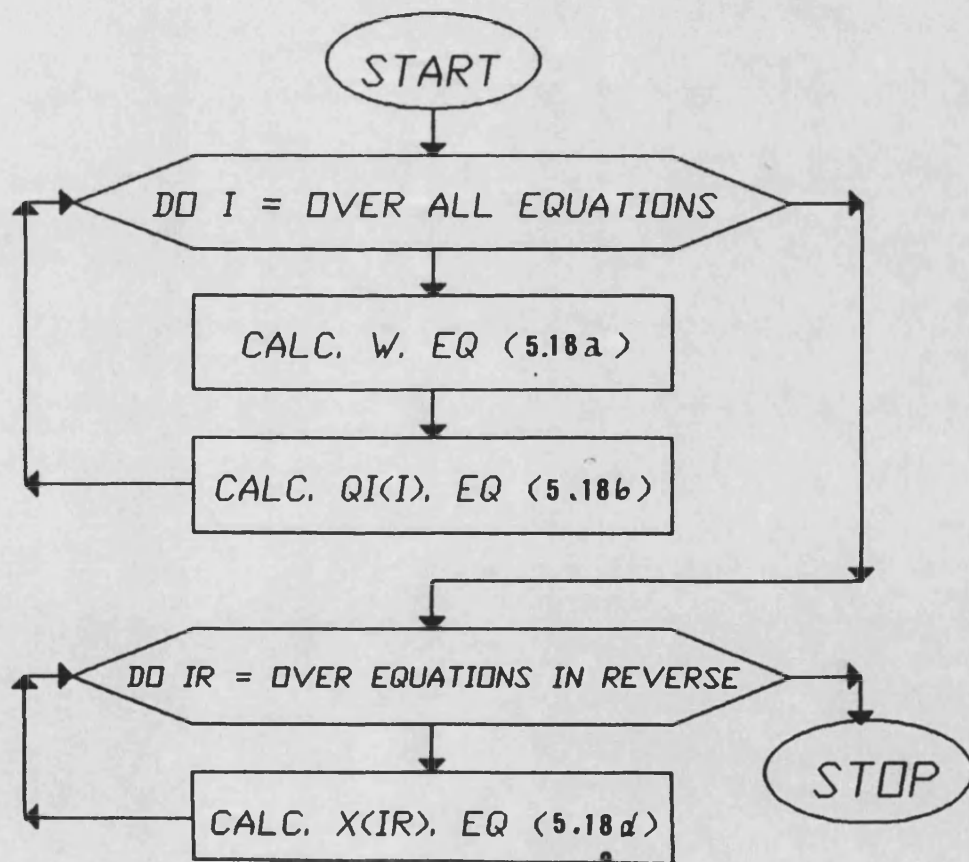 START
DO I = OVER ALL EQUATIONS
CALC. W. EQ (5.18a)
CALC. QI(I). EQ (5.18b)
DO IR = OVER EQUATIONS IN REVERSE
STOP
CALC. X(IR). EQ (5.18d)